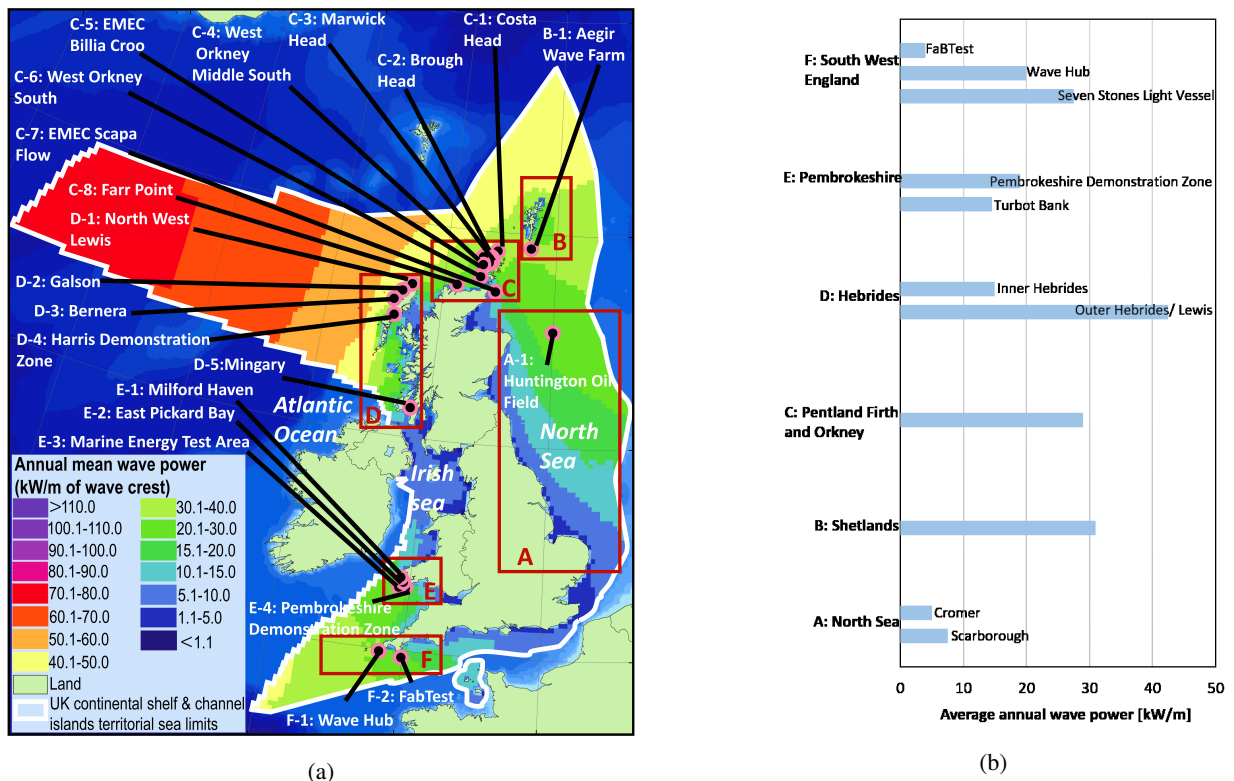 C-5: EMEC
Billia Croo
C-4: West
Orkney
Middle South
C-3: Marwick
Head
C-1: Costa
Head
B-1: Aegir
Wave Farm
C-2: Brough
Head
C-6: West Orkney
South
C-7: EMEC Scapa
Flow
C-8: Farr Point
D-1: North West
Lewis
D-2: Galson
D-3: Bernera
D-4: Harris Demonstration
Zone
D-5:Mingary
E-1: Milford Haven
E-2: East Pickard Bay
E-3: Marine Energy Test Area
B
C
A-1:
Huntington Oil
Field
D
Atlantic
Ocean
North
Sea
Irish
sea
A
E
E-4: Pembrokeshire
Demonstration Zone
F
F-2: FabTest
F-1: Wave Hub
Annual mean wave power
(kW/m of wave crest)
>110.0
100.1-110.0
90.1-100.0
80.1-90.0
70.1-80.0
60.1-70.0
50.1-60.0
40.1-50.0
30.1-40.0
20.1-30.0
15.1-20.0
10.1-15.0
5.1-10.0
1.1-5.0
<1.1
Land
UK continental shelf & channel
islands territorial sea limits
(a)
F: South West
England
FaBTest
Wave Hub
Seven Stones Light Vessel
E: Pembrokeshire
Pembrokeshire Demonstration Zone
Turbot Bank
D: Hebrides
Inner Hebrides
Outer Hebrides/ Lewis
C: Pentland Firth
and Orkney
B: Shetlands
A: North Sea
Cromer
Scarborough
0 10 20 30 40 50
Average annual wave power [kW/m]
(b)